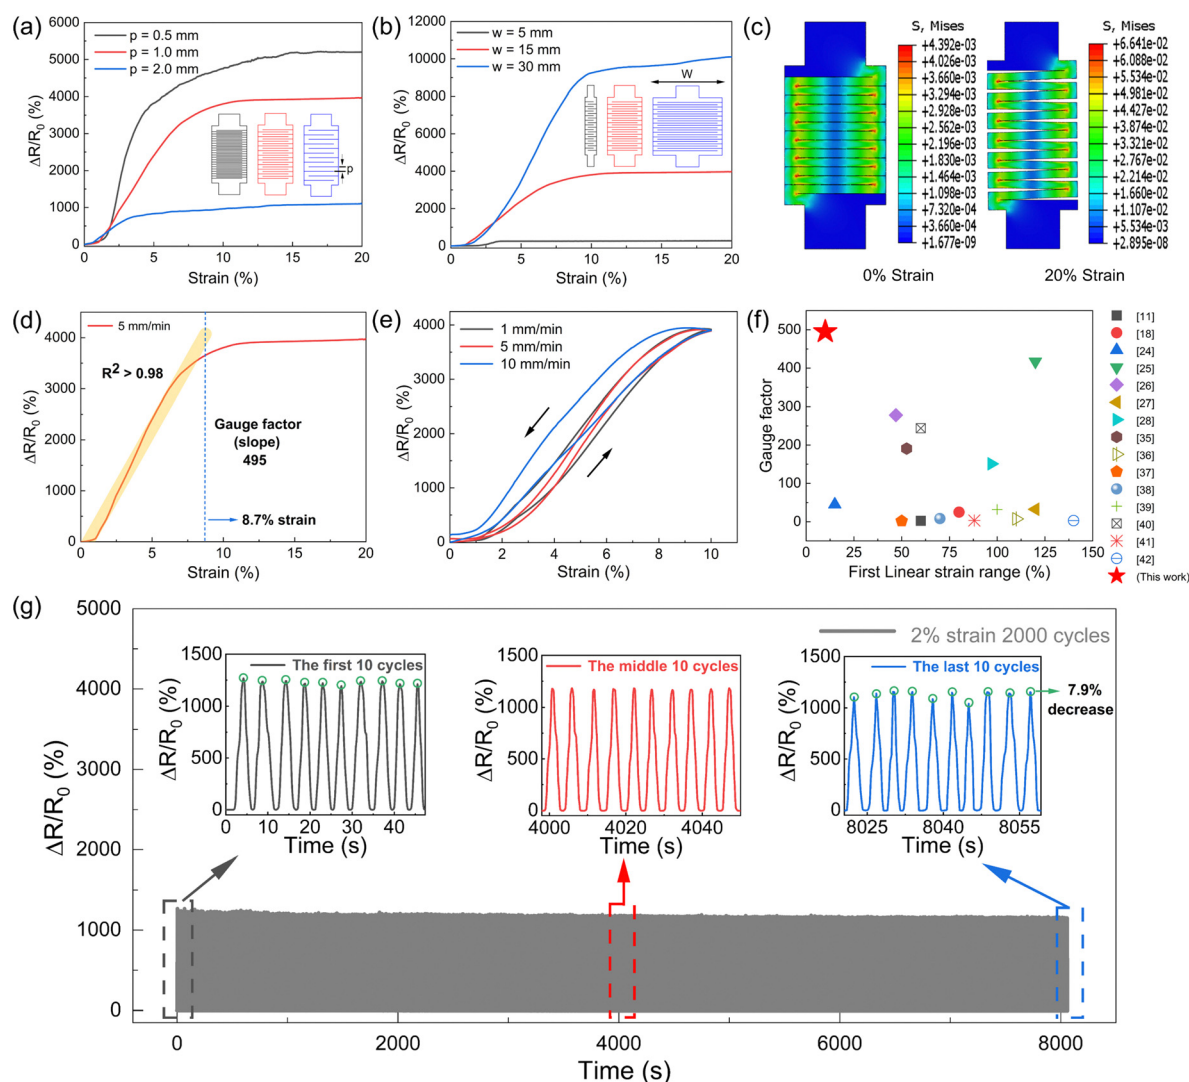 (a)
ΔR/R0 (%)
6000
5000
4000
3000
2000
1000
0
p = 0.5 mm
p = 1.0 mm
p = 2.0 mm
p
0
5
10
15
20
Strain (%)
(b)
ΔR/R0 (%)
12000
10000
8000
6000
4000
2000
0
w = 5 mm
w = 15 mm
w = 30 mm
W
0
5
10
15
20
Strain (%)
(c)
S, Mises
+4.392e-03
+4.026e-03
+3.660e-03
+3.294e-03
+2.928e-03
+2.562e-03
+2.196e-03
+1.830e-03
+1.464e-03
+1.098e-03
+7.320e-04
+3.660e-04
+1.677e-09
0% Strain
S, Mises
+6.641e-02
+6.088e-02
+5.534e-02
+4.981e-02
+4.427e-02
+3.874e-02
+3.321e-02
+2.767e-02
+2.214e-02
+1.660e-02
+1.107e-02
+5.534e-03
+2.895e-08
20% Strain
(d)
ΔR/R0 (%)
4000
3000
2000
1000
0
5 mm/min
R2 > 0.98
Gauge factor
(slope)
495
8.7% strain
0
5
10
15
20
Strain (%)
(e)
ΔR/R0 (%)
4000
3000
2000
1000
0
1 mm/min
5 mm/min
10 mm/min
0
2
4
6
8
10
Strain (%)
(f)
Gauge factor
500
400
300
200
100
0
0
25
50
75
100
125
150
First Linear strain range (%)
[11]
[18]
[24]
[25]
[26]
[27]
[28]
[35]
[36]
[37]
[38]
[39]
[40]
[41]
[42]
(This work)
(g)
ΔR/R0 (%)
5000
4000
3000
2000
1000
0
2% strain 2000 cycles
ΔR/R0 (%)
1500
1000
500
0
The first 10 cycles
0
10
20
30
40
Time (s)
ΔR/R0 (%)
1500
1000
500
0
The middle 10 cycles
4000
4020
4040
Time (s)
ΔR/R0 (%)
1500
1000
500
0
The last 10 cycles
7.9%
decrease
8025
8040
8055
Time (s)
0
2000
4000
6000
8000
Time (s)